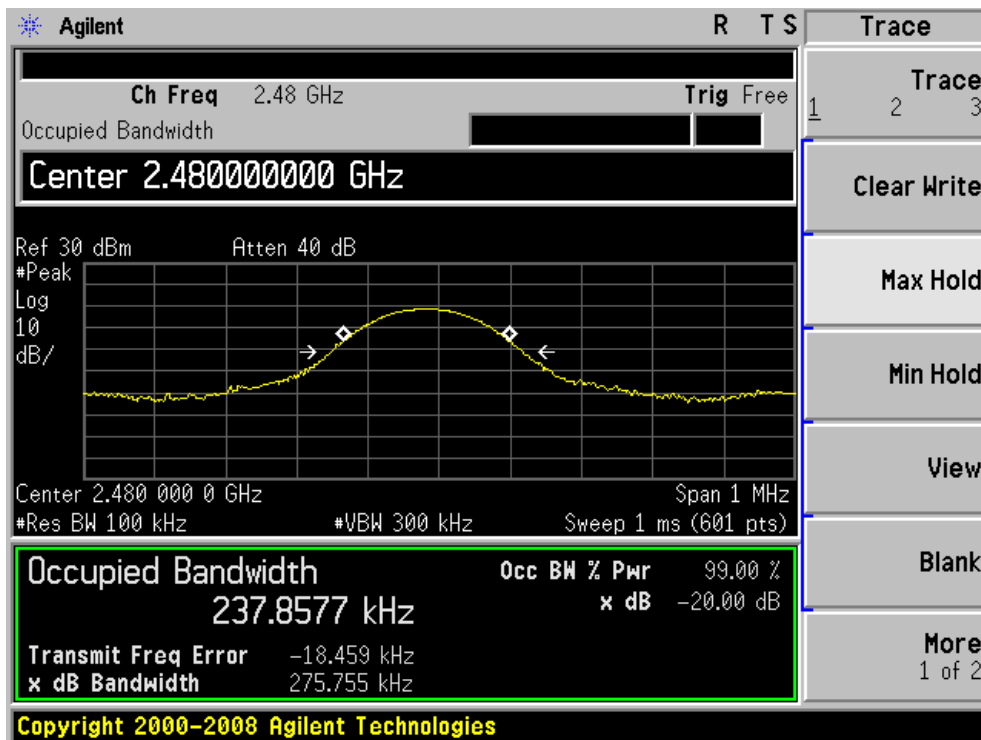 Agilent R T S
Ch Freq 2.48 GHz Trig Free
Occupied Bandwidth
Center 2.480000000 GHz
Ref 30 dBm Atten 40 dB
#Peak
Log
10
dB/
Center 2.480 000 0 GHz Span 1 MHz
#Res BW 100 kHz #VBW 300 kHz Sweep 1 ms (601 pts)
Occupied Bandwidth
237.8577 kHz
Occ BW % Pwr 99.00 %
x dB -20.00 dB
Transmit Freq Error -18.459 kHz
x dB Bandwidth 275.755 kHz
Copyright 2000-2008 Agilent Technologies
Trace
Trace
1 2 3
Clear Write
Max Hold
Min Hold
View
Blank
More
1 of 2